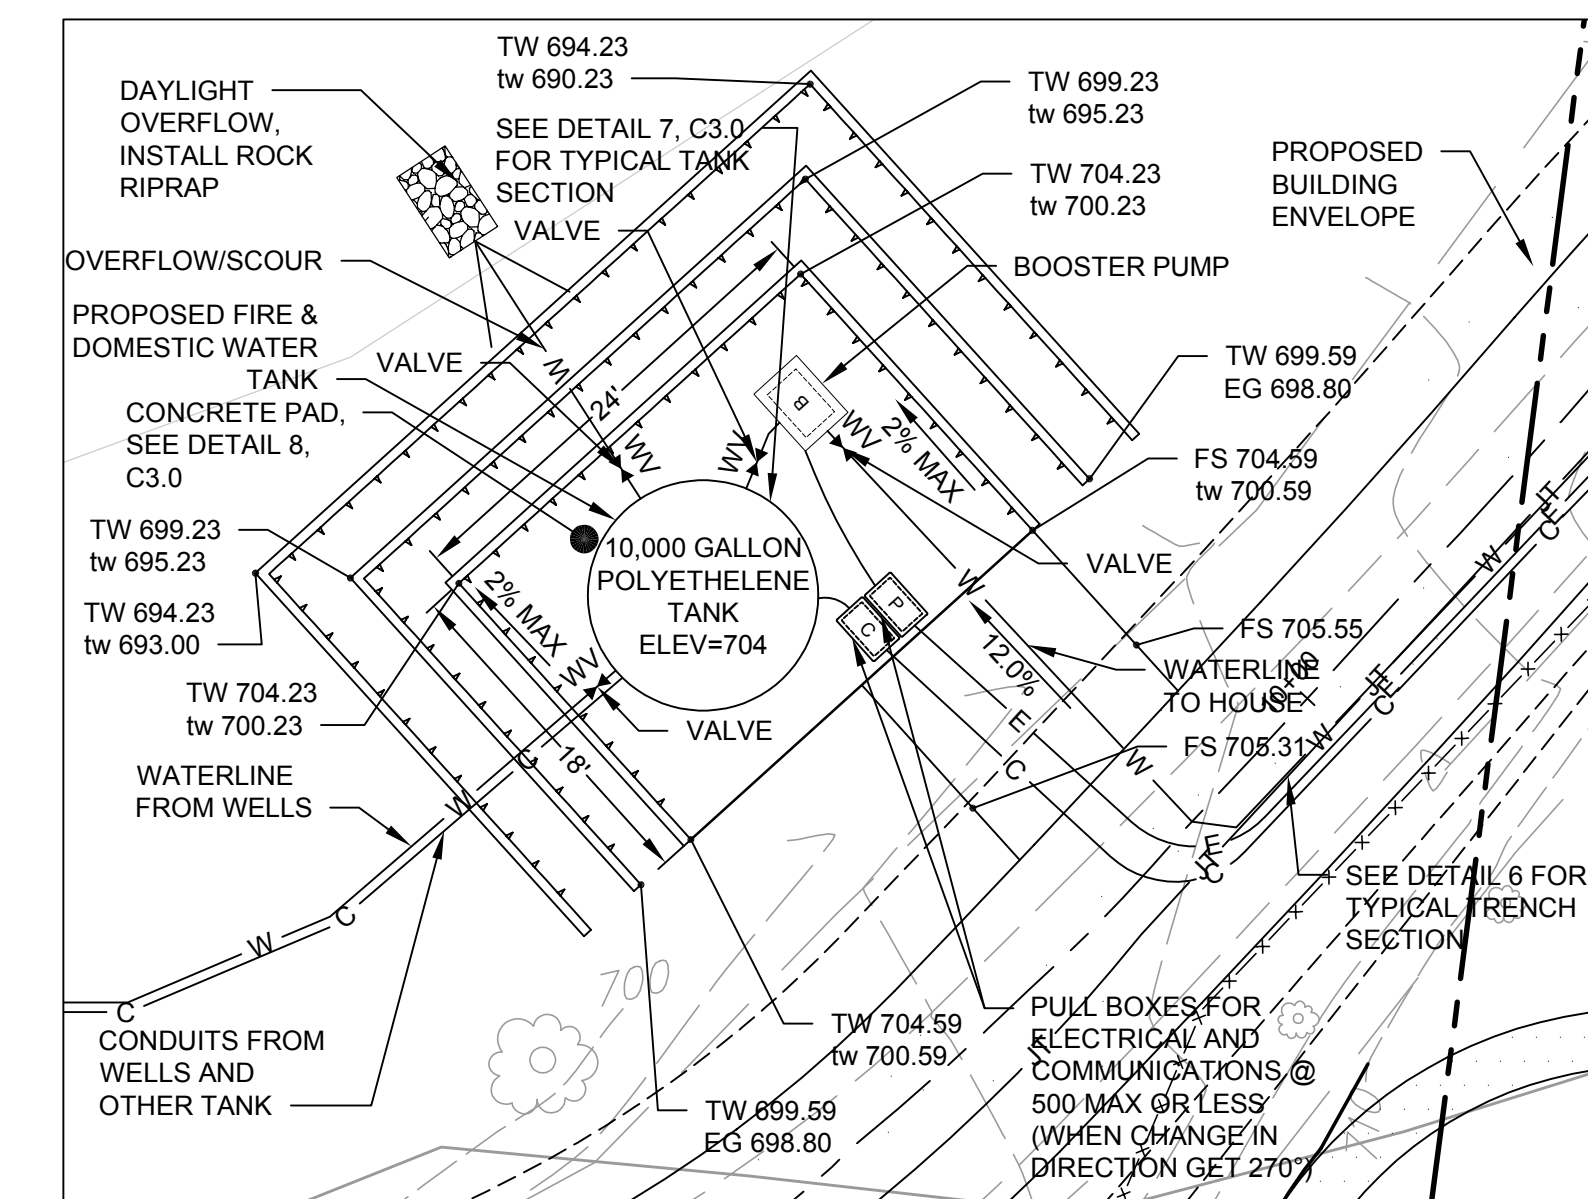 TW 694.23
tw 690.23
DAYLIGHT
OVERFLOW,
INSTALL ROCK
RIPRAP
SEE DETAIL 7, C3.0
FOR TYPICAL TANK
SECTION
TW 699.23
tw 695.23
PROPOSED
BUILDING
ENVELOPE
TW 704.23
tw 700.23
VALVE
OVERFLOW/SCOUR
BOOSTER PUMP
PROPOSED FIRE &
DOMESTIC WATER
TANK
VALVE
CONCRETE PAD,
SEE DETAIL 8,
C3.0
W
24'
B
WV
WV
WV
2% MAX
TW 699.59
EG 698.80
FS 704.59
tw 700.59
TW 699.23
tw 695.23
10,000 GALLON
POLYETHELENE
TANK
ELEV=704
VALVE
JT
E
C
W
2% MAX
W
P
C
TW 694.23
tw 693.00
FS 705.55
12.0%
WATERLINE
TO HOUSE
10+00
JT
E
C
W
TW 704.23
tw 700.23
WV
VALVE
E
C
W
FS 705.31
18'
C
W
WATERLINE
FROM WELLS
E
JT
C
SEE DETAIL 6 FOR
TYPICAL TRENCH
SECTION
C
W
700
C
CONDUITS FROM
WELLS AND
OTHER TANK
TW 704.59
tw 700.59
JT
PULL BOXES FOR
ELECTRICAL AND
COMMUNICATIONS @
500 MAX OR LESS
(WHEN CHANGE IN
DIRECTION GET 270°)
TW 699.59
EG 698.80